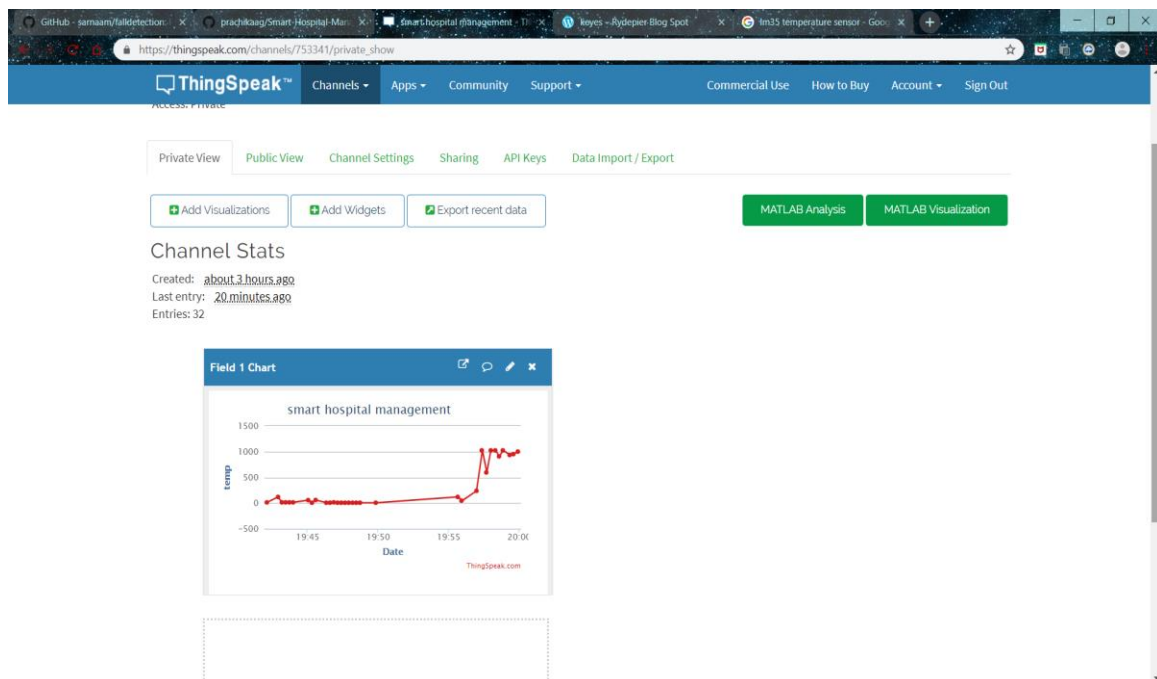 GitHub - samaam/falldetection
prachikaag/Smart-Hospital-Man
smart hospital management - Th
keyes – Rydepier Blog Spot
lm35 temperature sensor - Goog
https://thingspeak.com/channels/753341/private_show
ThingSpeak™
Channels
Apps
Community
Support
Commercial Use
How to Buy
Account
Sign Out
Access: Private
Private View
Public View
Channel Settings
Sharing
API Keys
Data Import / Export
Add Visualizations
Add Widgets
Export recent data
MATLAB Analysis
MATLAB Visualization
Channel Stats
Created: about 3 hours ago
Last entry: 20 minutes ago
Entries: 32
Field 1 Chart
smart hospital management
1500
1000
500
0
-500
temp
19:45
19:50
19:55
20:00
Date
ThingSpeak.com